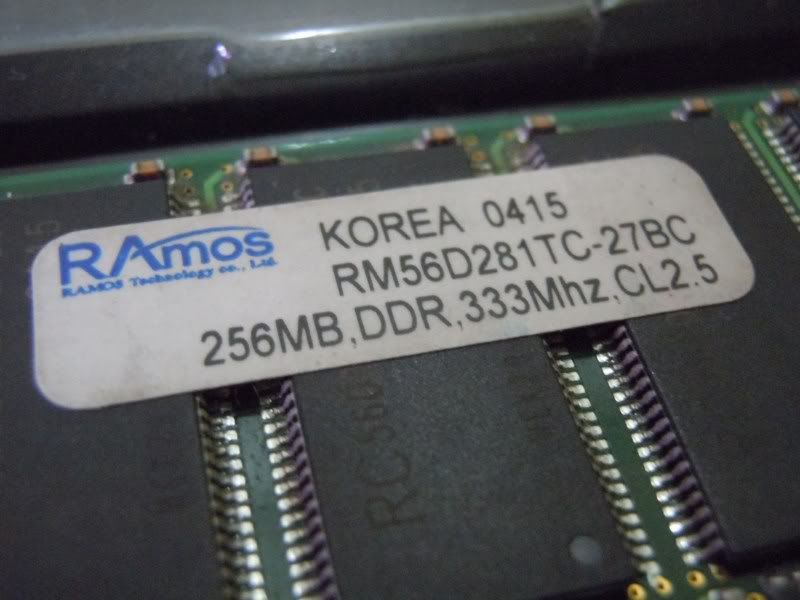 RAmos
RAMOS Technology co., Ltd.
KOREA 0415
RM56D281TC-27BC
256MB,DDR,333Mhz,CL2.5